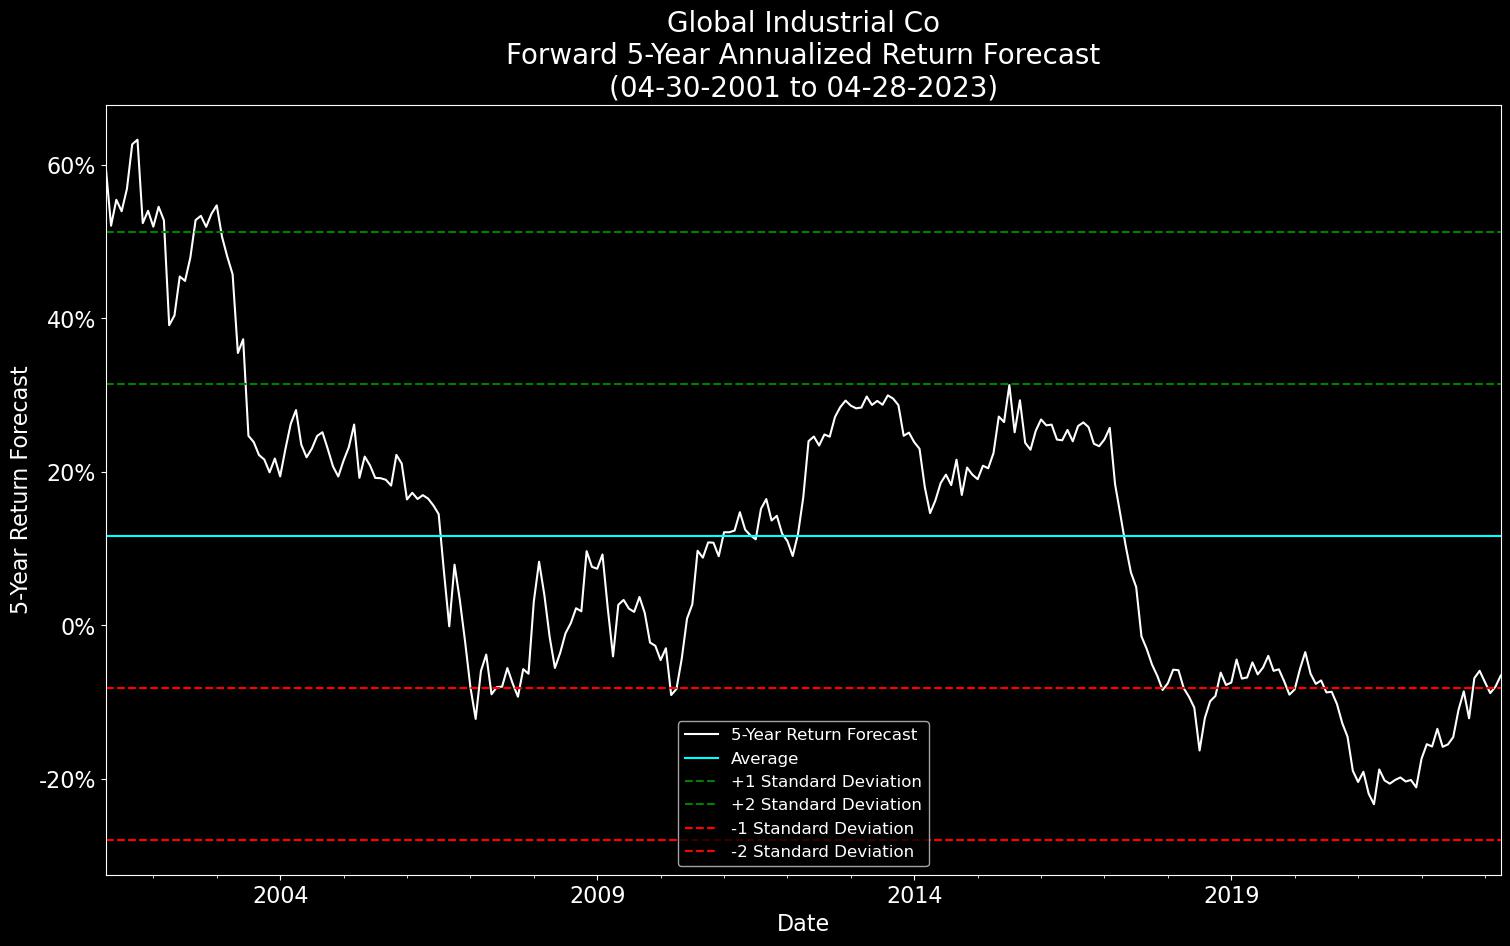 Global Industrial Co
Forward 5-Year Annualized Return Forecast
(04-30-2001 to 04-28-2023)
5-Year Return Forecast
60%
40%
20%
0%
-20%
5-Year Return Forecast
Average
+1 Standard Deviation
+2 Standard Deviation
-1 Standard Deviation
-2 Standard Deviation
2004
2009
2014
2019
Date